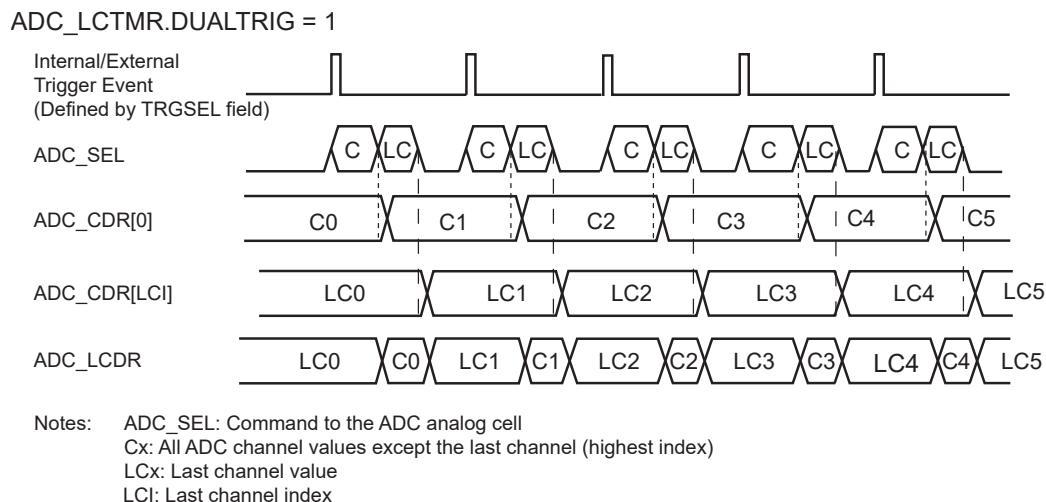 ADC_LCTMR.DUALTRIG = 1
Internal/External
Trigger Event
(Defined by TRGSEL field)
ADC_SEL C LC C LC C LC C LC C LC
ADC_CDR[0] C0 C1 C2 C3 C4 C5
ADC_CDR[LCI] LC0 LC1 LC2 LC3 LC4 LC5
ADC_LCDR LC0 C0 LC1 C1 LC2 C2 LC3 C3 LC4 C4 LC5
Notes: ADC_SEL: Command to the ADC analog cell
Cx: All ADC channel values except the last channel (highest index)
LCx: Last channel value
LCI: Last channel index